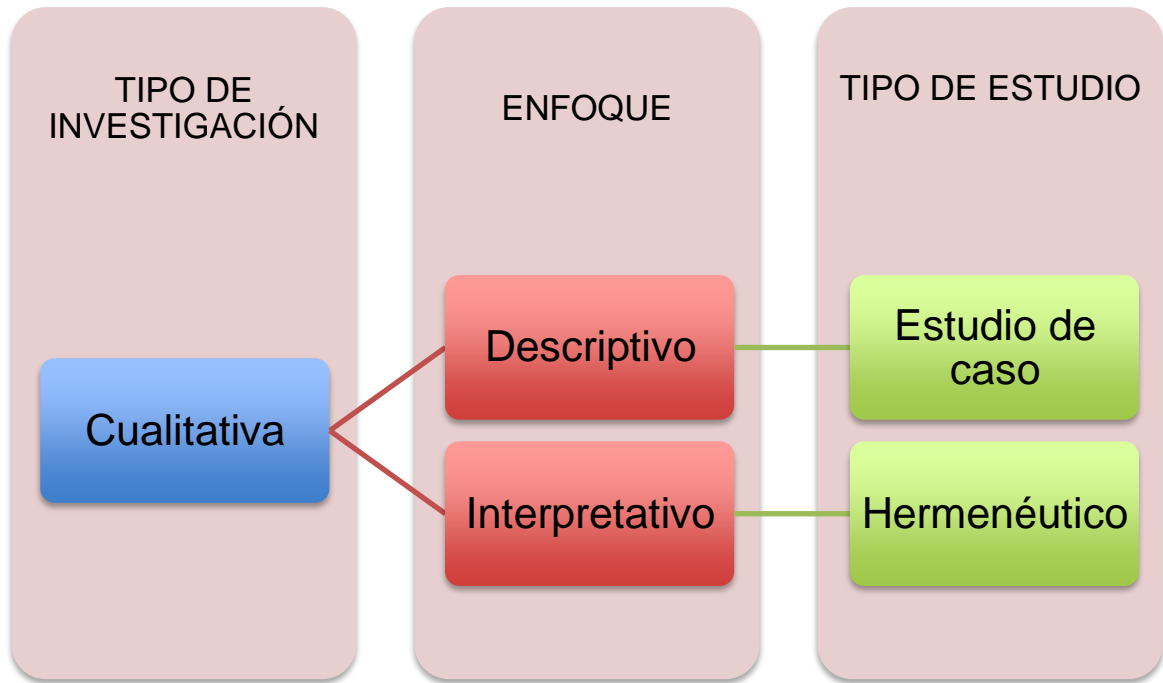 TIPO DE
INVESTIGACIÓN
ENFOQUE
TIPO DE ESTUDIO
Cualitativa
Descriptivo
Interpretativo
Estudio de
caso
Hermenéutico